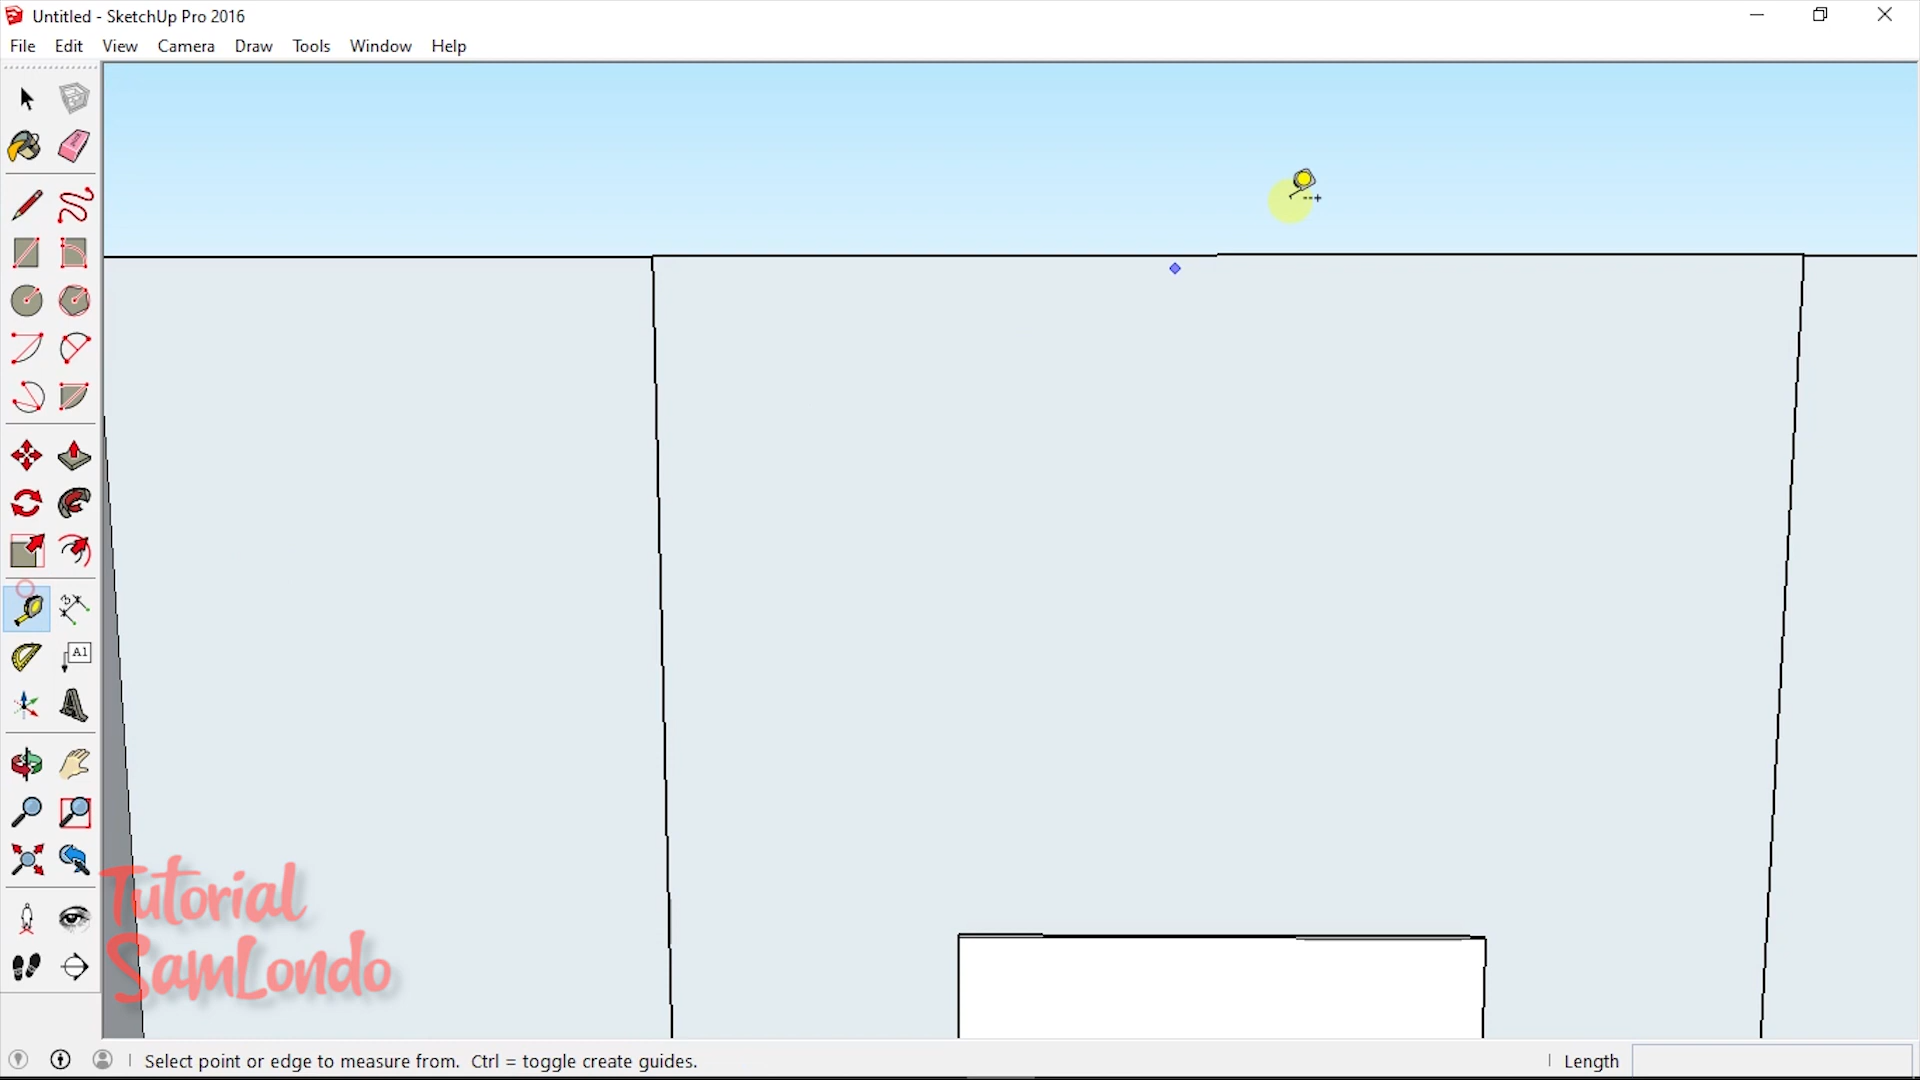 Untitled - SketchUp Pro 2016
File Edit View Camera Draw Tools Window Help
A1
Tutorial
SamLondo
Select point or edge to measure from. Ctrl = toggle create guides.
Length